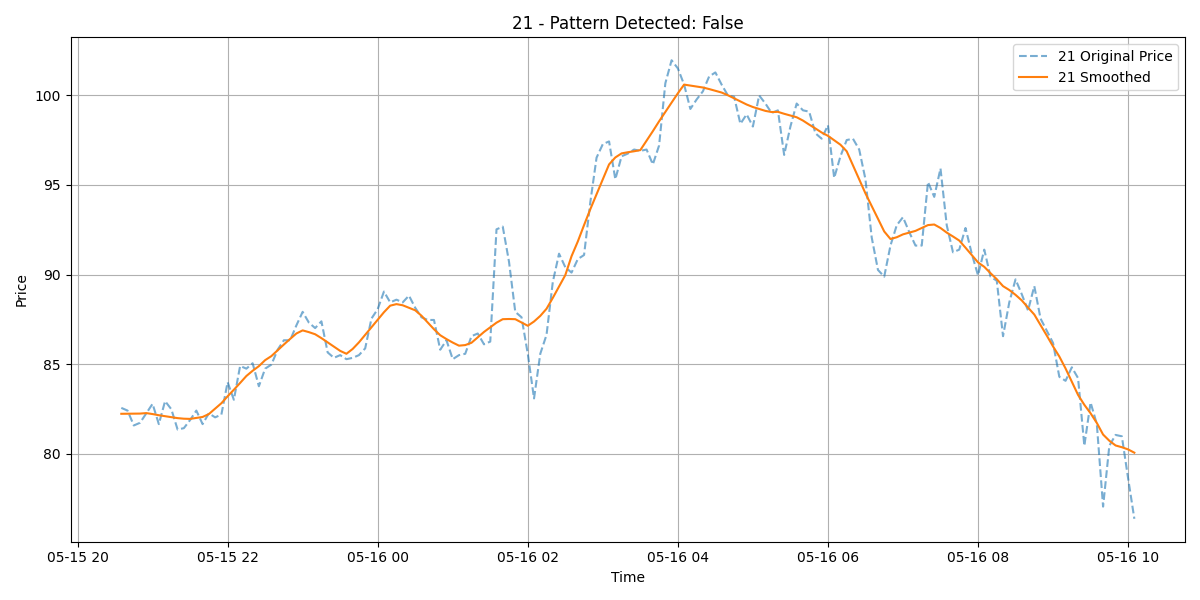 21 - Pattern Detected: False
21 Original Price
21 Smoothed
Price
100
95
90
85
80
05-15 20
05-15 22
05-16 00
05-16 02
05-16 04
05-16 06
05-16 08
05-16 10
Time